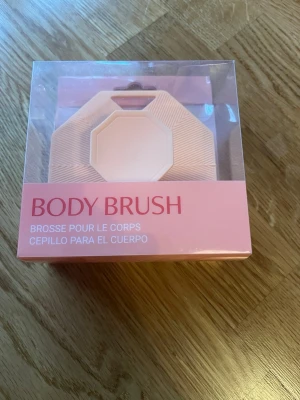 BODY BRUSH
BROSSE POUR LE CORPS
CEPILLO PARA EL CUERPO